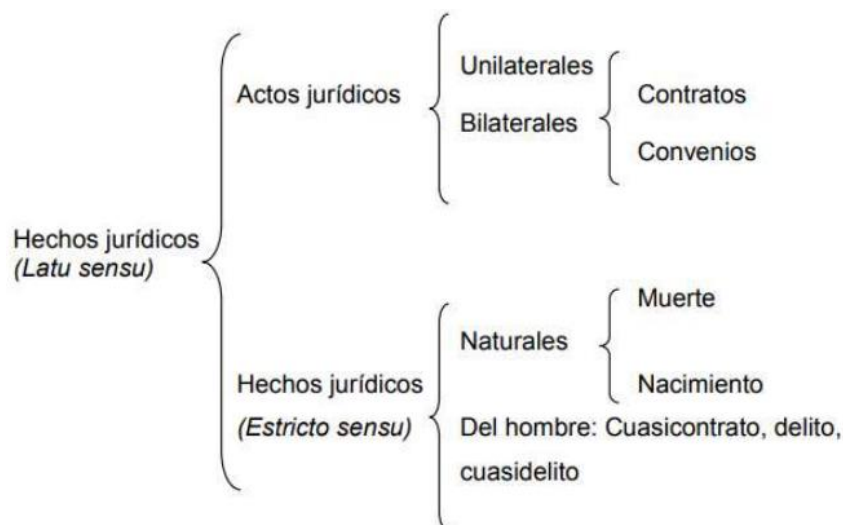 Hechos jurídicos
(Latu sensu)
Actos jurídicos
Unilaterales
Bilaterales
Contratos
Convenios
Hechos jurídicos
(Estricto sensu)
Naturales
Muerte
Nacimiento
Del hombre: Cuasicontrato, delito,
cuasidelito